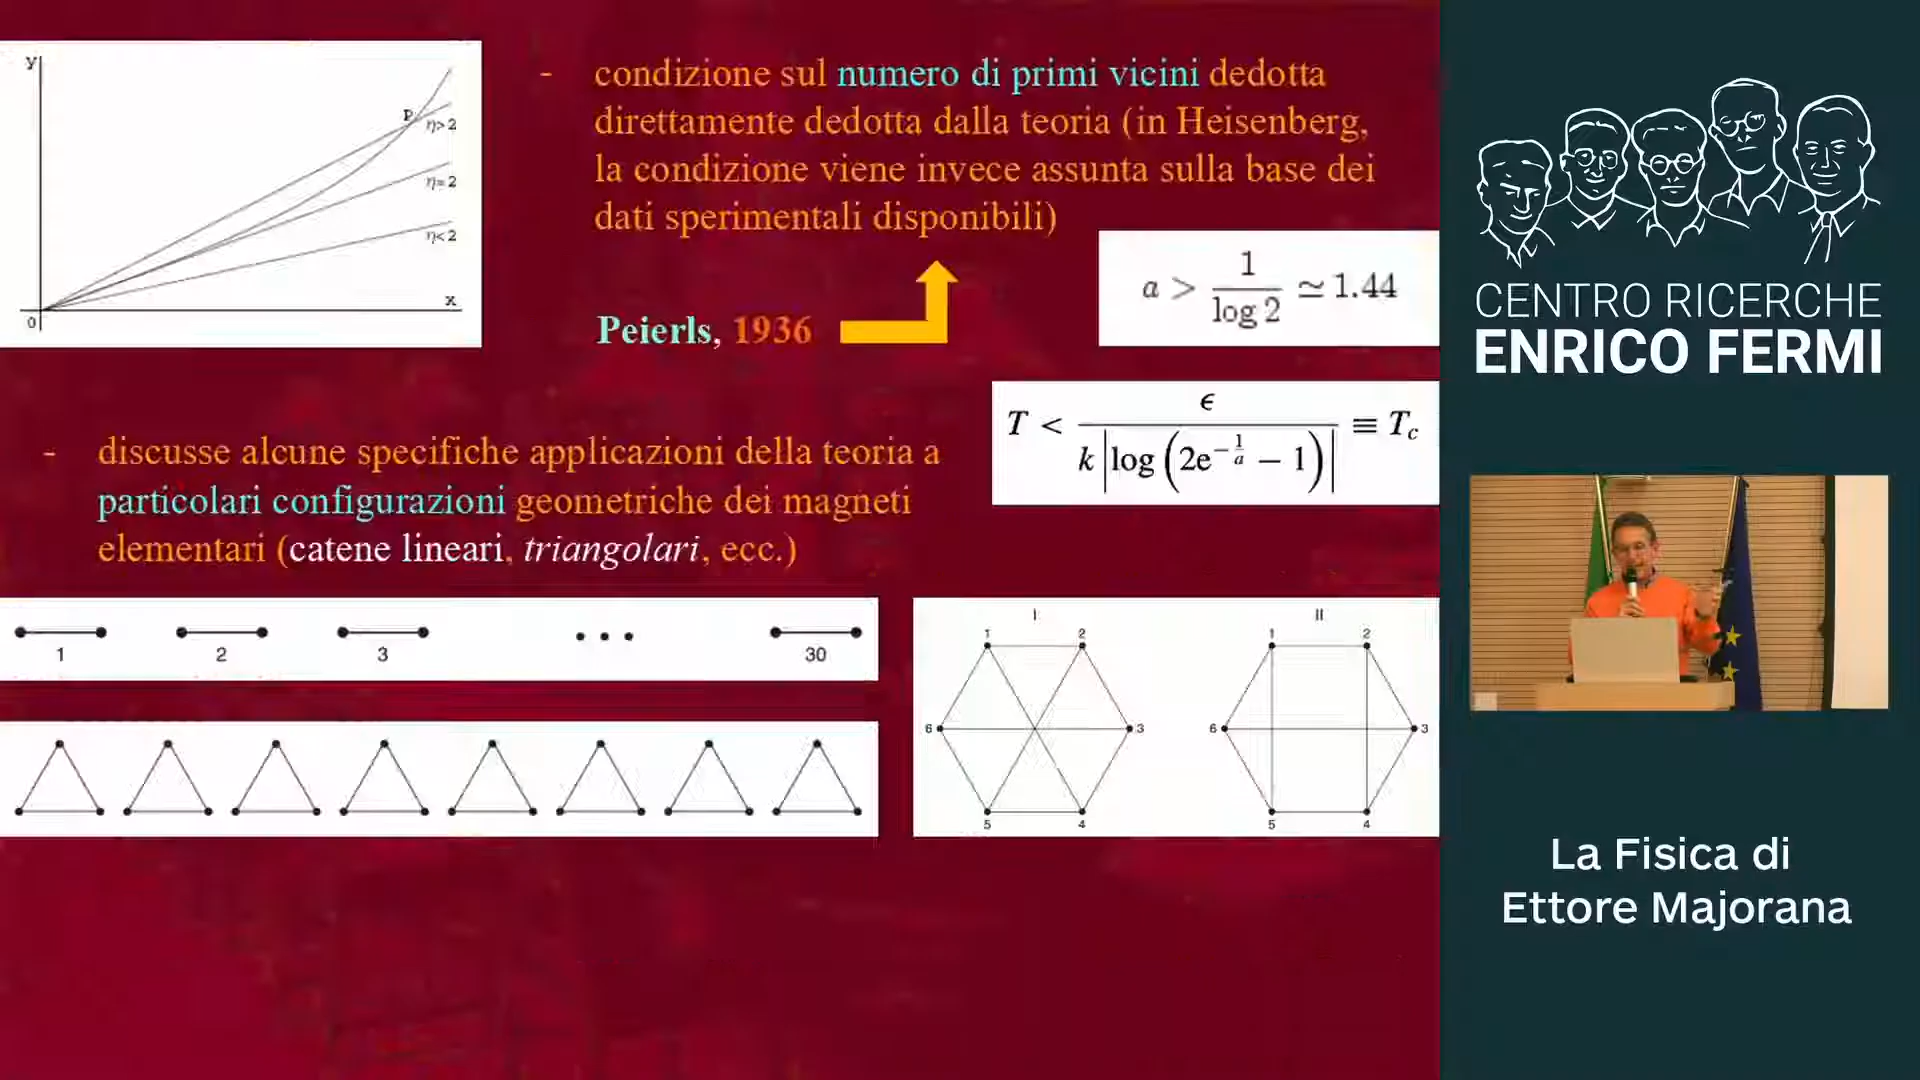 y
P
η>2
η=2
η<2
x
0
- condizione sul numero di primi vicini dedotta
direttamente dedotta dalla teoria (in Heisenberg,
la condizione viene invece assunta sulla base dei
dati sperimentali disponibili)
Peierls, 1936
a > 1/log 2 ≃ 1.44
T < ϵ / k |log (2e^{-1/a} − 1)| ≡ T_c
- discusse alcune specifiche applicazioni della teoria a
particolari configurazioni geometriche dei magneti
elementari (catene lineari, triangolari, ecc.)
1 2 3 ... 30
I II
1 2 1 2
6 3 6 3
5 4 5 4
CENTRO RICERCHE
ENRICO FERMI
La Fisica di
Ettore Majorana